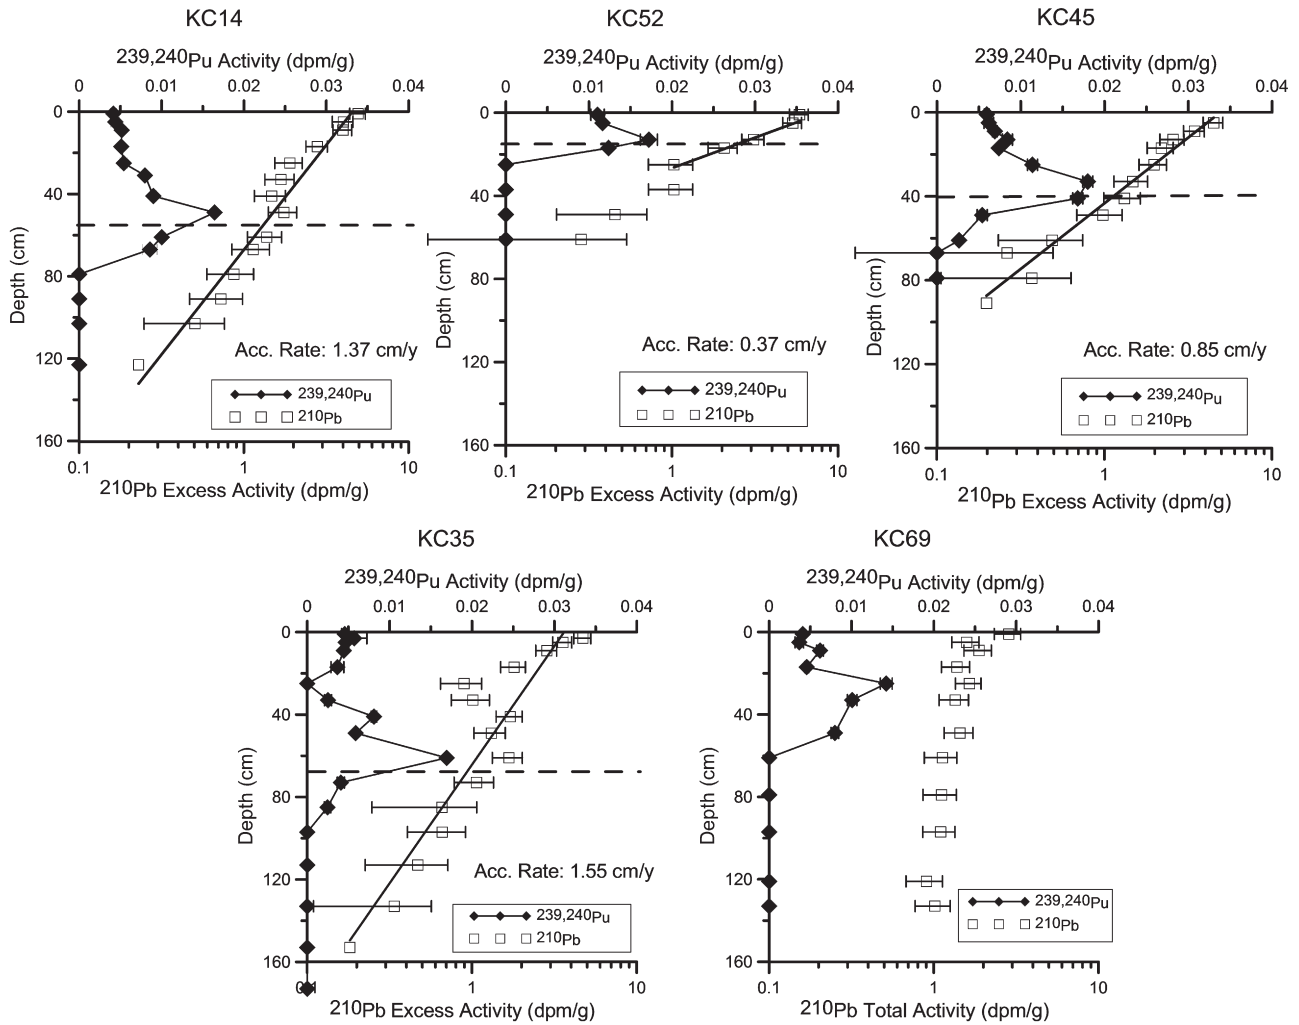 KC14
239,240Pu Activity (dpm/g)
0 0.01 0.02 0.03 0.04
0
40
80
120
160
Depth (cm)
Acc. Rate: 1.37 cm/y
239,240Pu
210Pb
0.1 1 10
210Pb Excess Activity (dpm/g)
KC52
239,240Pu Activity (dpm/g)
0 0.01 0.02 0.03 0.04
0
40
80
120
160
Depth (cm)
Acc. Rate: 0.37 cm/y
239,240Pu
210Pb
0.1 1 10
210Pb Excess Activity (dpm/g)
KC45
239,240Pu Activity (dpm/g)
0 0.01 0.02 0.03 0.04
0
40
80
120
160
Depth (cm)
Acc. Rate: 0.85 cm/y
239,240Pu
210Pb
0.1 1 10
210Pb Excess Activity (dpm/g)
KC35
239,240Pu Activity (dpm/g)
0 0.01 0.02 0.03 0.04
0
40
80
120
160
Depth (cm)
Acc. Rate: 1.55 cm/y
239,240Pu
210Pb
1 10
210Pb Excess Activity (dpm/g)
KC69
239,240Pu Activity (dpm/g)
0 0.01 0.02 0.03 0.04
0
40
80
120
160
Depth (cm)
239,240Pu
210Pb
0.1 1 10
210Pb Total Activity (dpm/g)